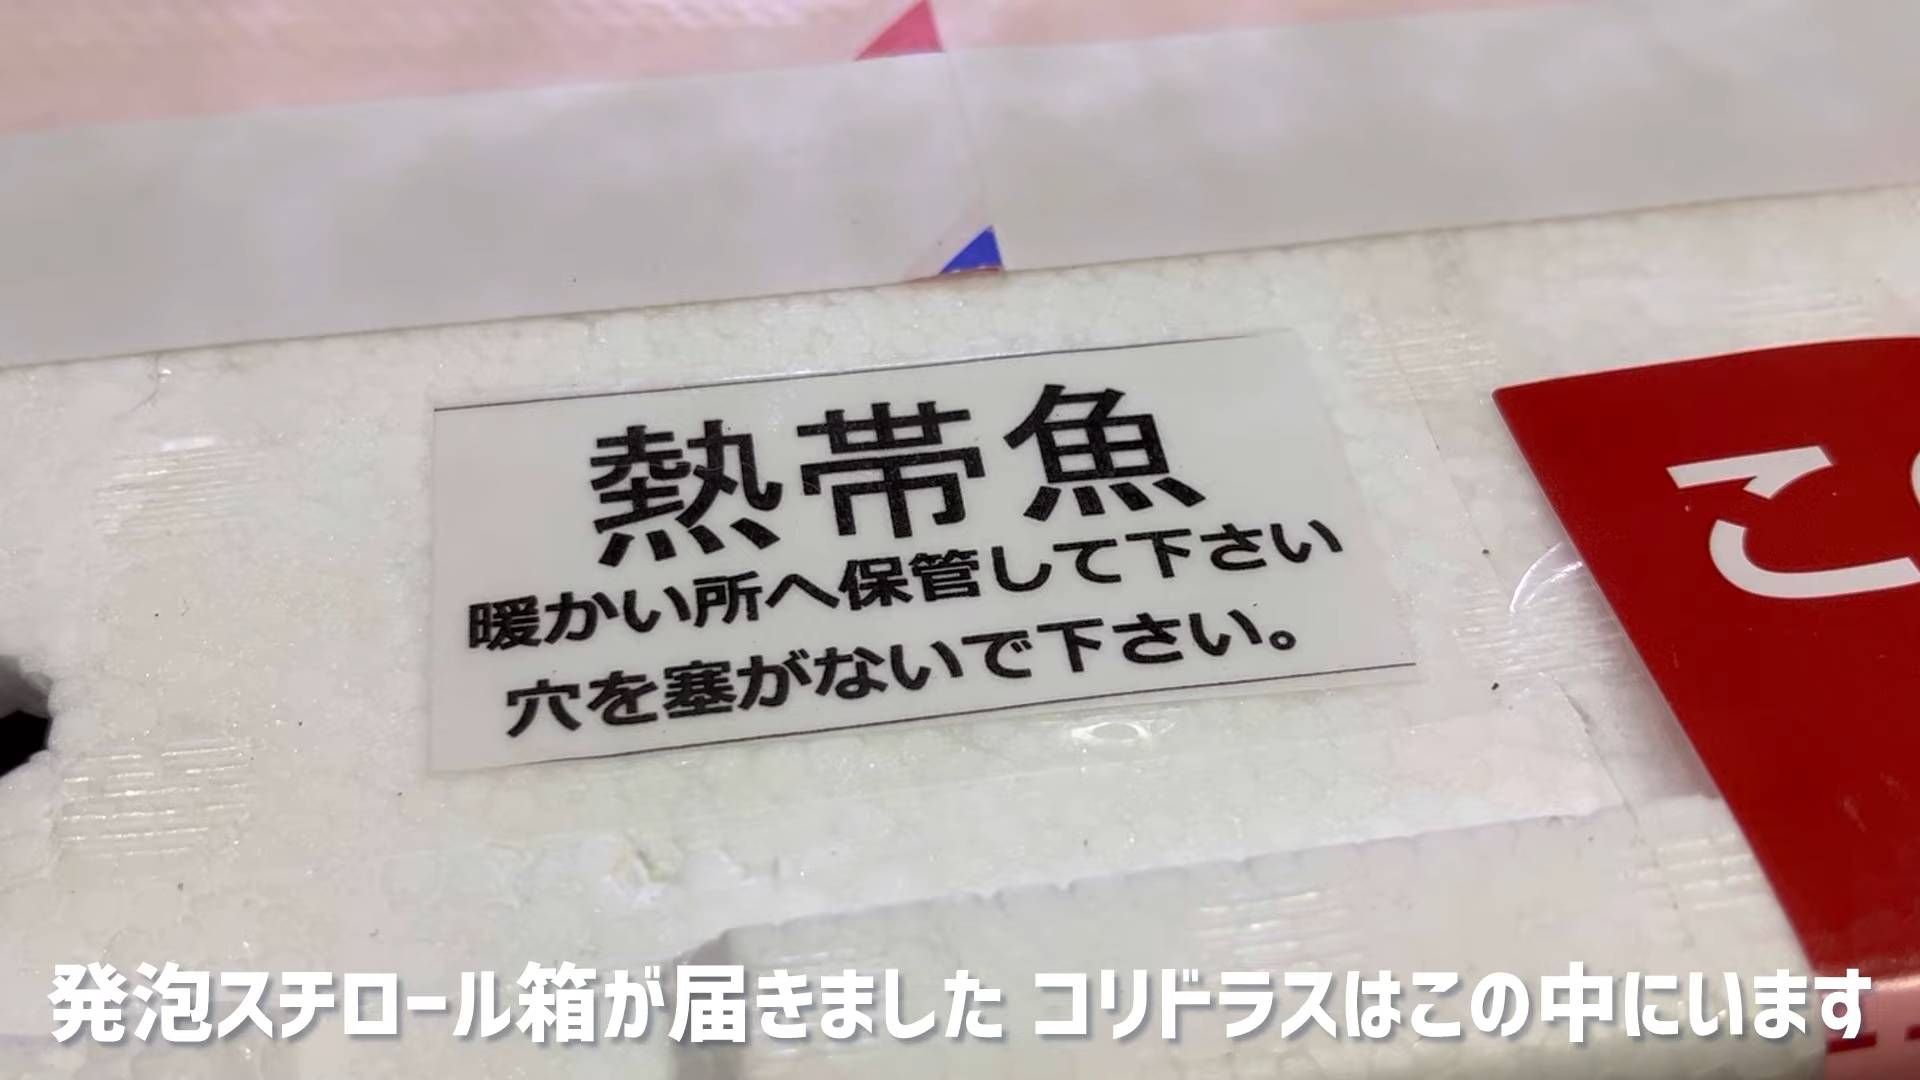 熱帯魚
暖かい所へ保管して下さい
穴を塞がないで下さい。
こ
発泡スチロール箱が届きました コリドラスはこの中にいます